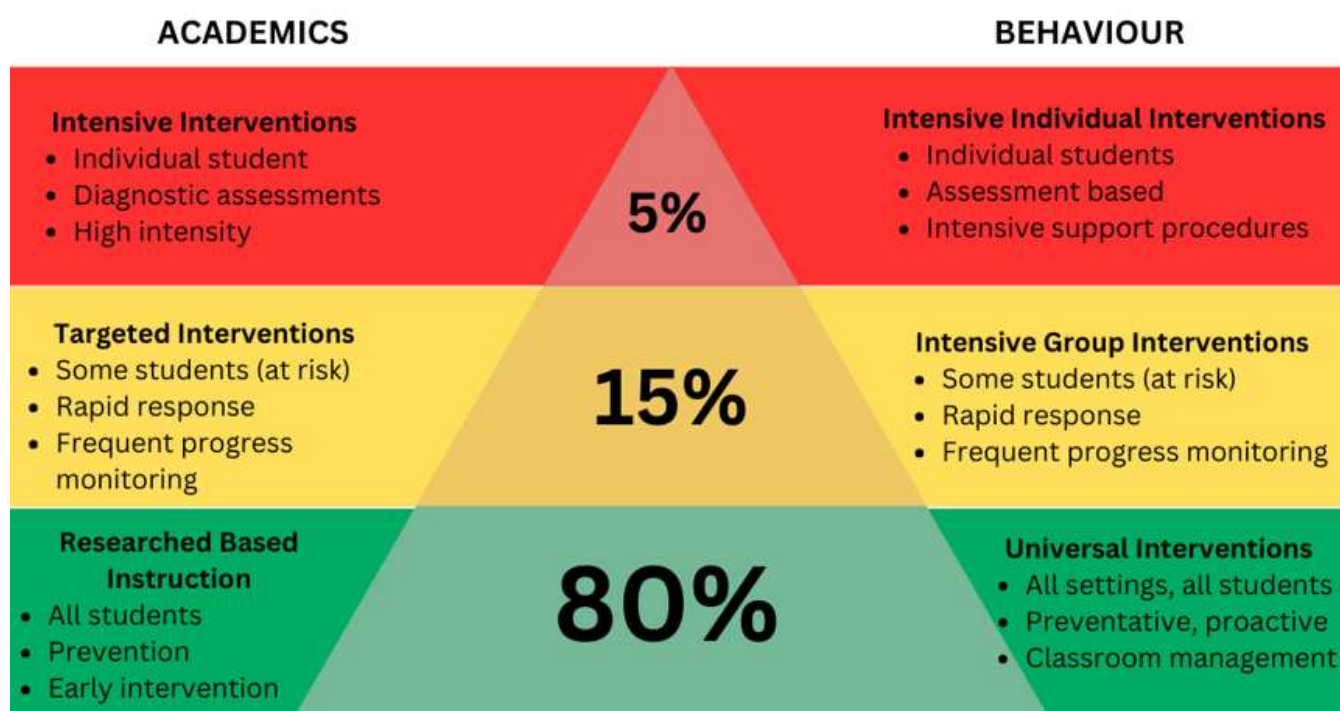 ACADEMICS
BEHAVIOUR
Intensive Interventions
• Individual student
• Diagnostic assessments
• High intensity
5%
Intensive Individual Interventions
• Individual students
• Assessment based
• Intensive support procedures
Targeted Interventions
• Some students (at risk)
• Rapid response
• Frequent progress
monitoring
15%
Intensive Group Interventions
• Some students (at risk)
• Rapid response
• Frequent progress monitoring
Researched Based
Instruction
• All students
• Prevention
• Early intervention
80%
Universal Interventions
• All settings, all students
• Preventative, proactive
• Classroom management